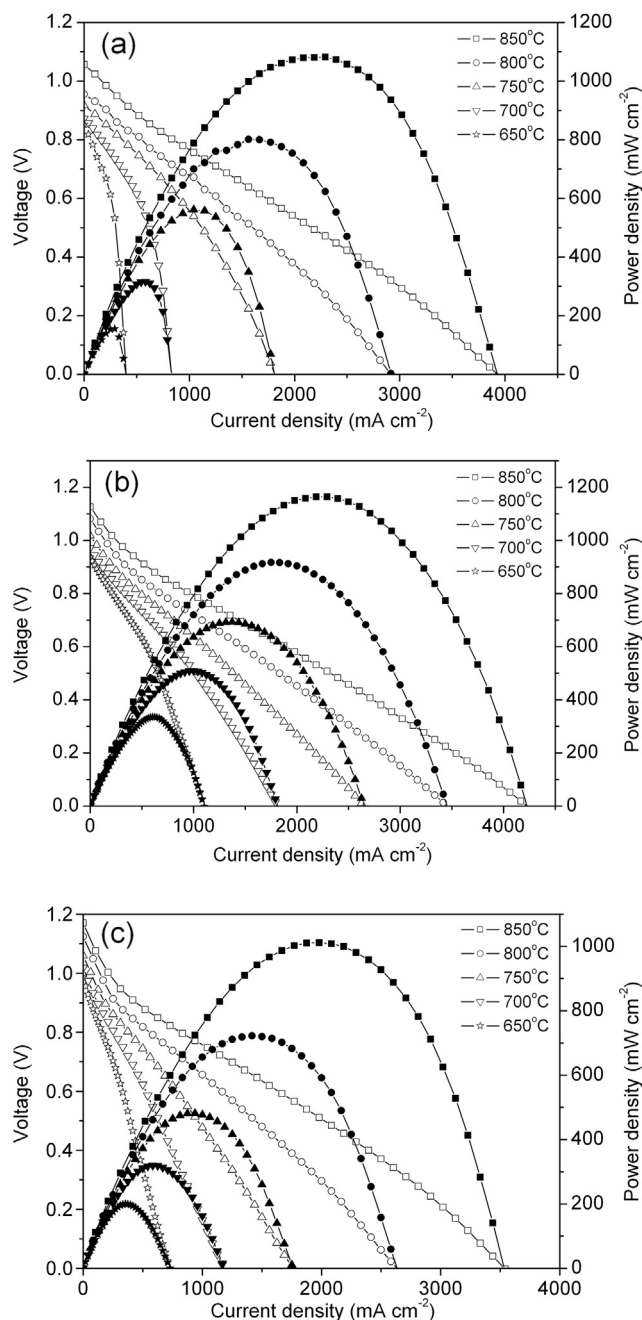 (a)
850°C
800°C
750°C
700°C
650°C
1.2
1.0
0.8
0.6
0.4
0.2
0.0
Voltage (V)
1200
1000
800
600
400
200
0
Power density (mW cm-2)
0 1000 2000 3000 4000
Current density (mA cm-2)
(b)
850°C
800°C
750°C
700°C
650°C
1.2
1.0
0.8
0.6
0.4
0.2
0.0
Voltage (V)
1200
1000
800
600
400
200
0
Power density (mW cm-2)
0 1000 2000 3000 4000
Current density (mA cm-2)
(c)
850°C
800°C
750°C
700°C
650°C
1.2
1.0
0.8
0.6
0.4
0.2
0.0
Voltage (V)
1000
800
600
400
200
0
Power density (mW cm-2)
0 1000 2000 3000 4000
Current density (mA cm-2)